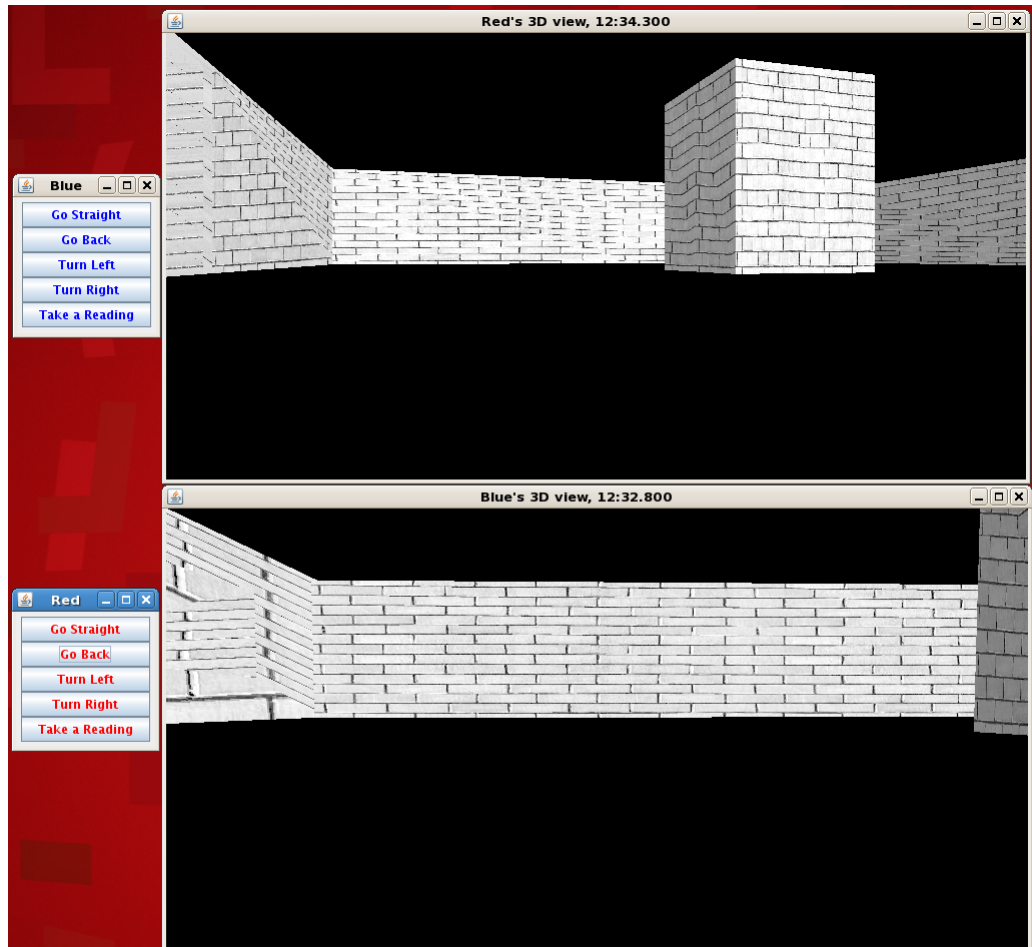 Red's 3D view, 12:34.300
Blue
Go Straight
Go Back
Turn Left
Turn Right
Take a Reading
Blue's 3D view, 12:32.800
Red
Go Straight
Go Back
Turn Left
Turn Right
Take a Reading